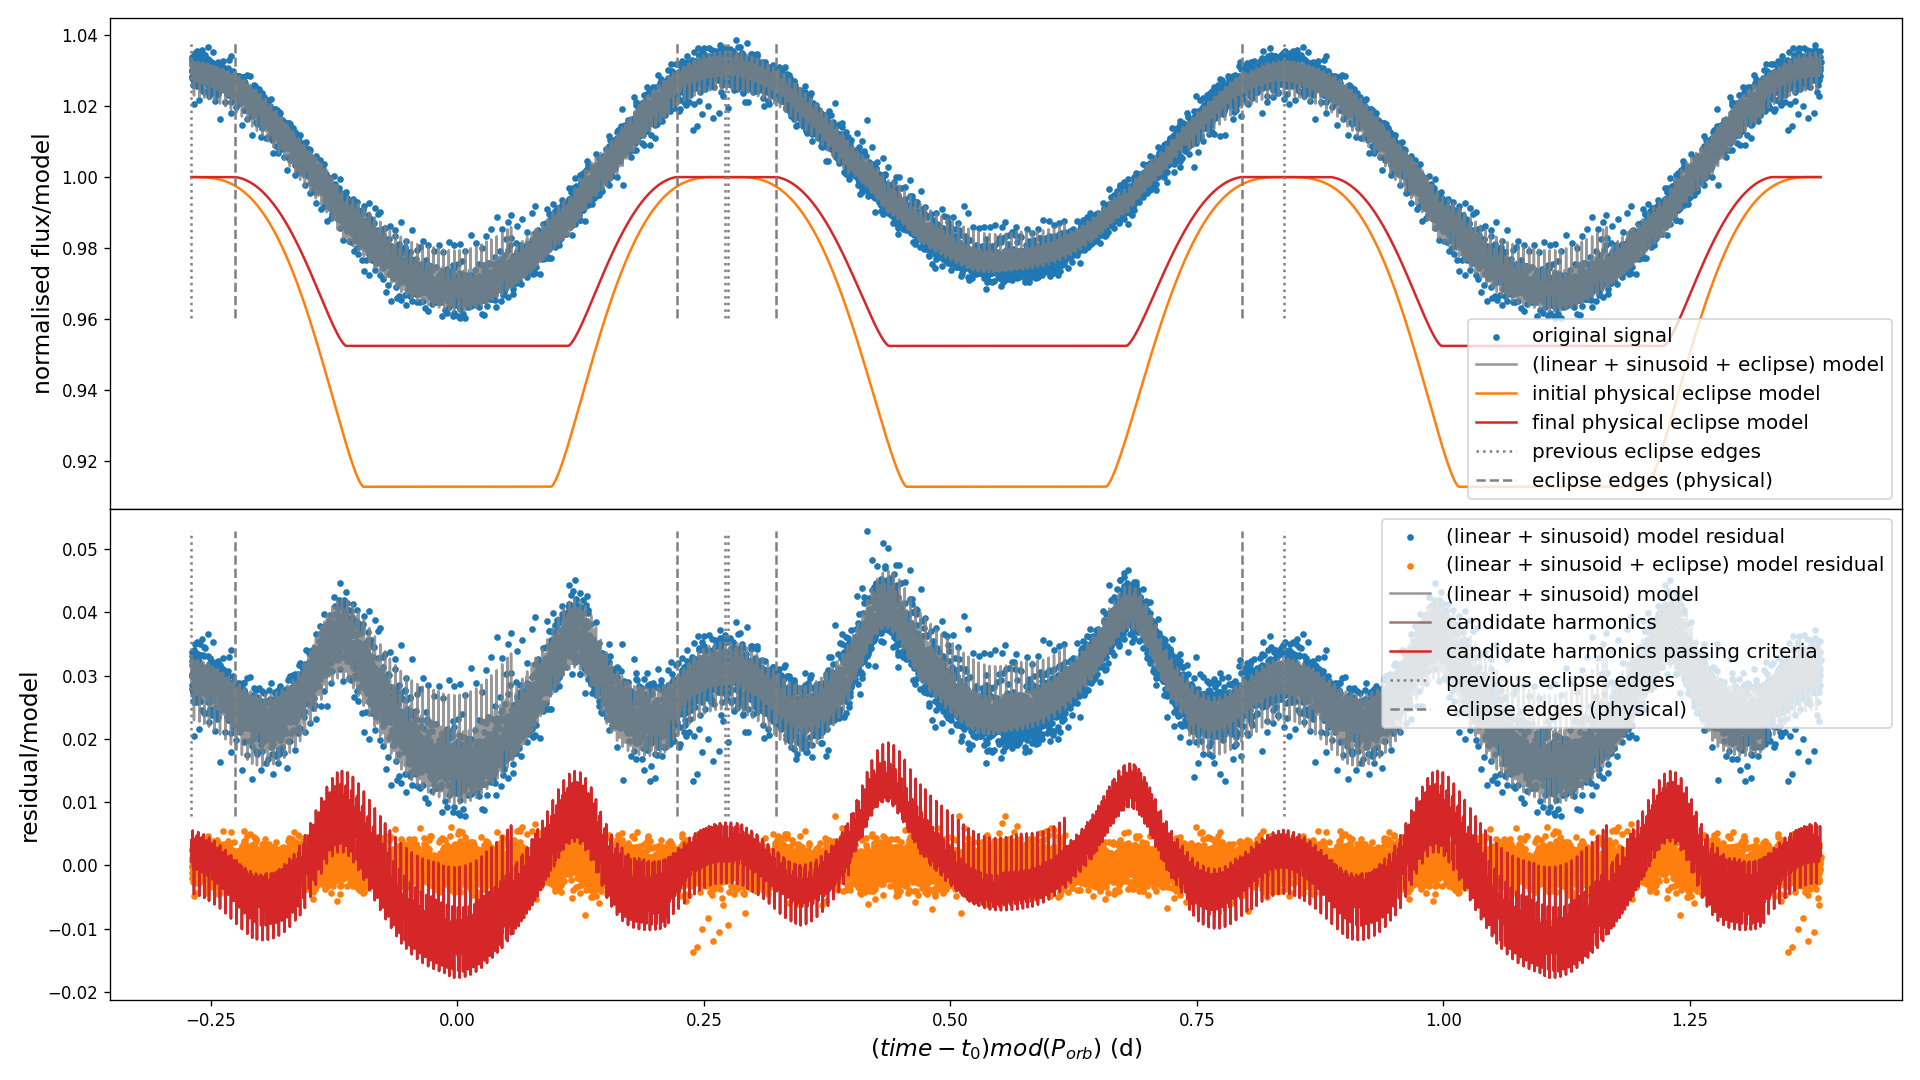 1.04
1.02
1.00
0.98
0.96
0.94
0.92
normalised flux/model
original signal
(linear + sinusoid + eclipse) model
initial physical eclipse model
final physical eclipse model
previous eclipse edges
eclipse edges (physical)
0.05
0.04
0.03
0.02
0.01
0.00
−0.01
−0.02
residual/model
(linear + sinusoid) model residual
(linear + sinusoid + eclipse) model residual
(linear + sinusoid) model
candidate harmonics
candidate harmonics passing criteria
previous eclipse edges
eclipse edges (physical)
−0.25 0.00 0.25 0.50 0.75 1.00 1.25
(time − t₀)mod(Pₒᵣb) (d)